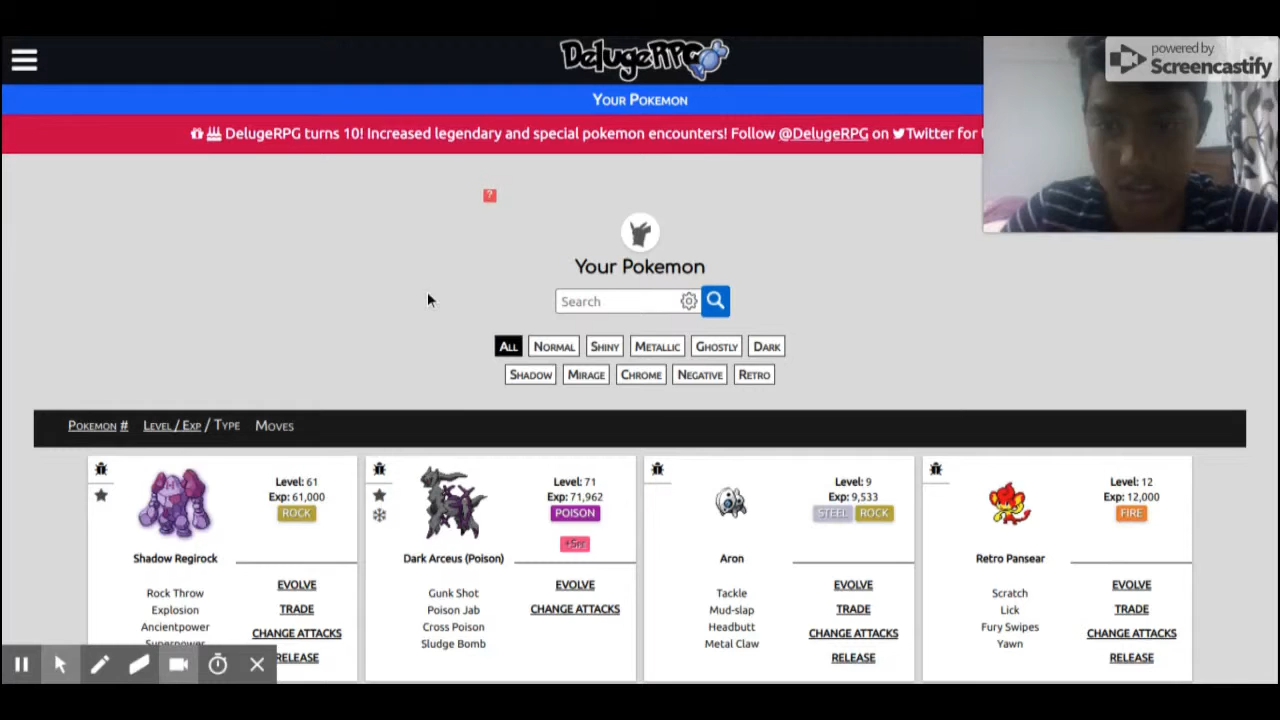 powered by
Screencastify
DelugeRPG
Your Pokemon
DelugeRPG turns 10! Increased legendary and special pokemon encounters! Follow @DelugeRPG on Twitter for
?
Your Pokemon
Search
All Normal Shiny Metallic Ghostly Dark
Shadow Mirage Chrome Negative Retro
Pokemon # Level / Exp / Type Moves
Level: 61
Exp: 61,000
ROCK
Shadow Regirock
Rock Throw
Explosion
Ancientpower
Superpower
EVOLVE
TRADE
CHANGE ATTACKS
RELEASE
Level: 71
Exp: 71,962
POISON
Dark Arceus (Poison)
Gunk Shot
Poison Jab
Cross Poison
Sludge Bomb
EVOLVE
CHANGE ATTACKS
Level: 9
Exp: 9,533
STEEL ROCK
Aron
Tackle
Mud-slap
Headbutt
Metal Claw
EVOLVE
TRADE
CHANGE ATTACKS
RELEASE
Level: 12
Exp: 12,000
FIRE
Retro Pansear
Scratch
Lick
Fury Swipes
Yawn
EVOLVE
TRADE
CHANGE ATTACKS
RELEASE